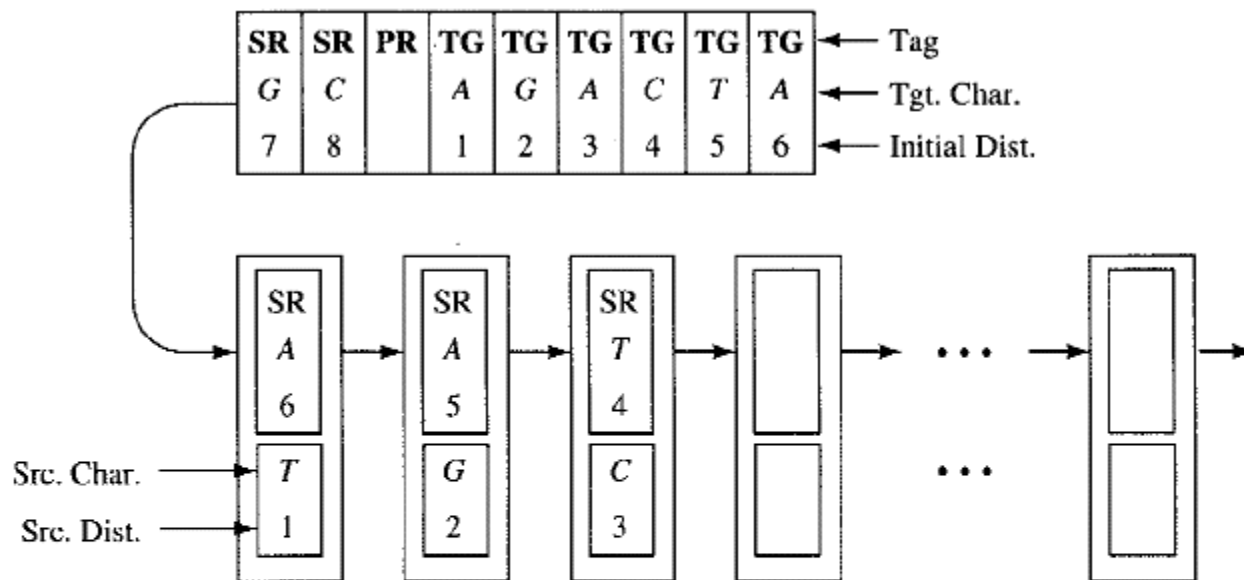 SR SR PR TG TG TG TG TG TG Tag
G C A G A C T A Tgt. Char.
7 8 1 2 3 4 5 6 Initial Dist.
SR SR SR
A A T • • •
6 5 4
Src. Char. T G C • • •
Src. Dist. 1 2 3